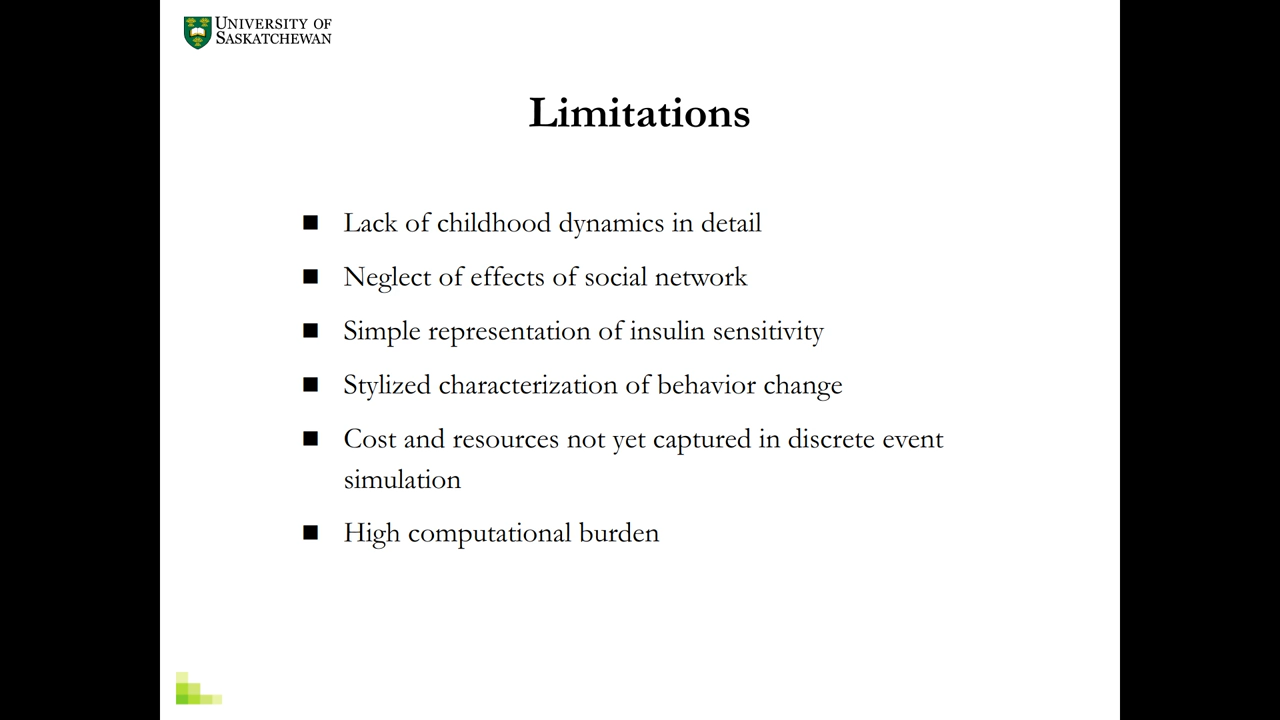 UNIVERSITY OF
SASKATCHEWAN
Limitations
Lack of childhood dynamics in detail
Neglect of effects of social network
Simple representation of insulin sensitivity
Stylized characterization of behavior change
Cost and resources not yet captured in discrete event
simulation
High computational burden